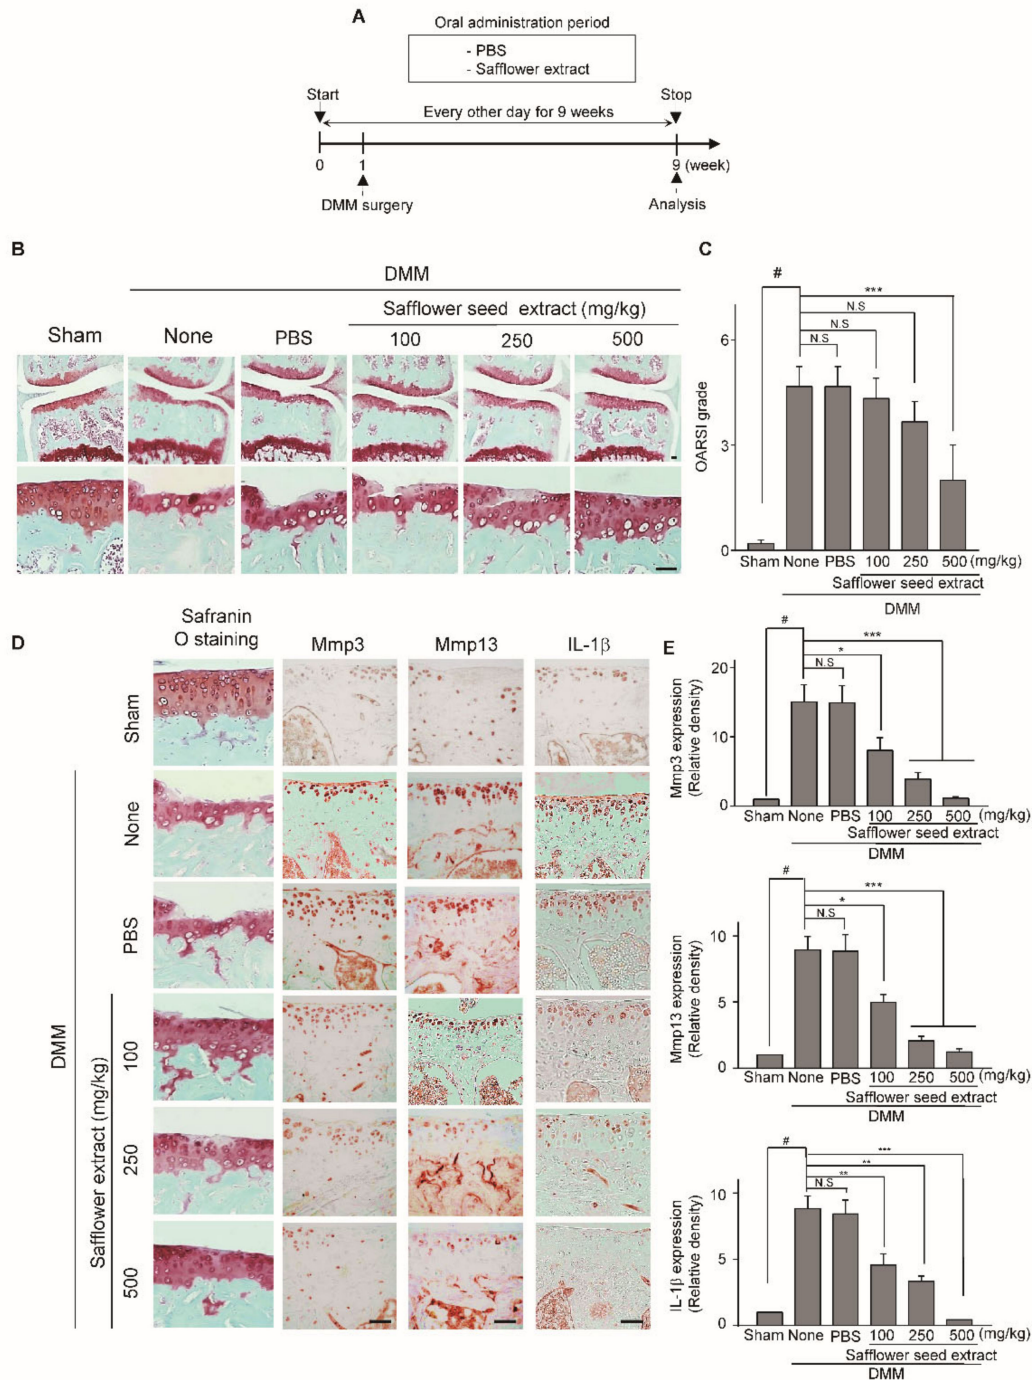 A
Oral administration period
- PBS
- Safflower extract
Start
Stop
Every other day for 9 weeks
0 1 9 (week)
DMM surgery
Analysis
B
DMM
Safflower seed extract (mg/kg)
Sham None PBS 100 250 500
C
#
***
N.S
N.S
N.S
6
3
0
OARSI grade
Sham None PBS 100 250 500 (mg/kg)
Safflower seed extract
DMM
D
Safranin
O staining
Mmp3 Mmp13 IL-1β
Sham
None
PBS
100
250
500
DMM
Safflower extract (mg/kg)
E
#
***
*
N.S
20
10
0
Mmp3 expression
(Relative density)
Sham None PBS 100 250 500 (mg/kg)
Safflower seed extract
DMM
#
***
*
N.S
10
5
0
Mmp13 expression
(Relative density)
Sham None PBS 100 250 500 (mg/kg)
Safflower seed extract
DMM
#
***
**
**
N.S
10
5
0
IL-1β expression
(Relative density)
Sham None PBS 100 250 500 (mg/kg)
Safflower seed extract
DMM